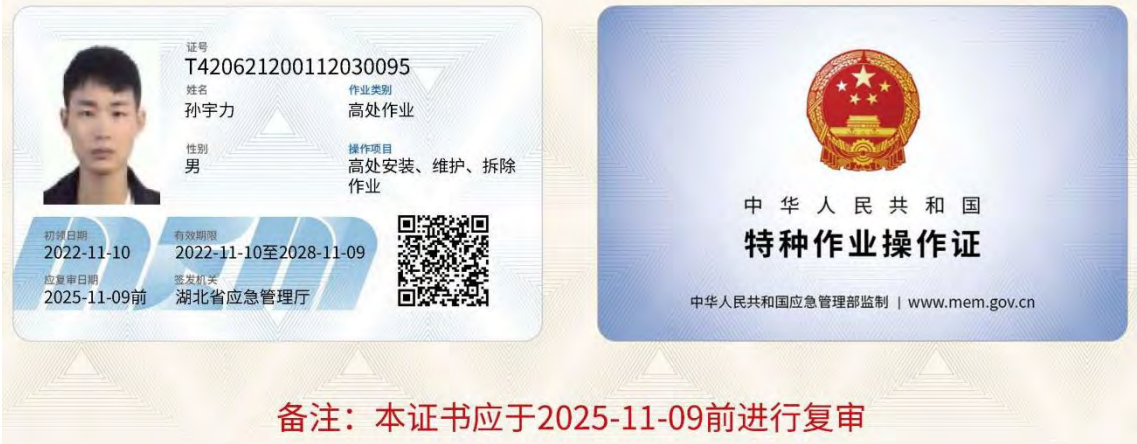 证号
T420621200112030095
姓名
孙宇力
作业类别
高处作业
性别
男
操作项目
高处安装、维护、拆除
作业
初领日期
2022-11-10
有效期限
2022-11-10至2028-11-09
应复审日期
2025-11-09前
签发机关
湖北省应急管理厅
中华人民共和国
特种作业操作证
中华人民共和国应急管理部监制 | www.mem.gov.cn
备注：本证书应于2025-11-09前进行复审